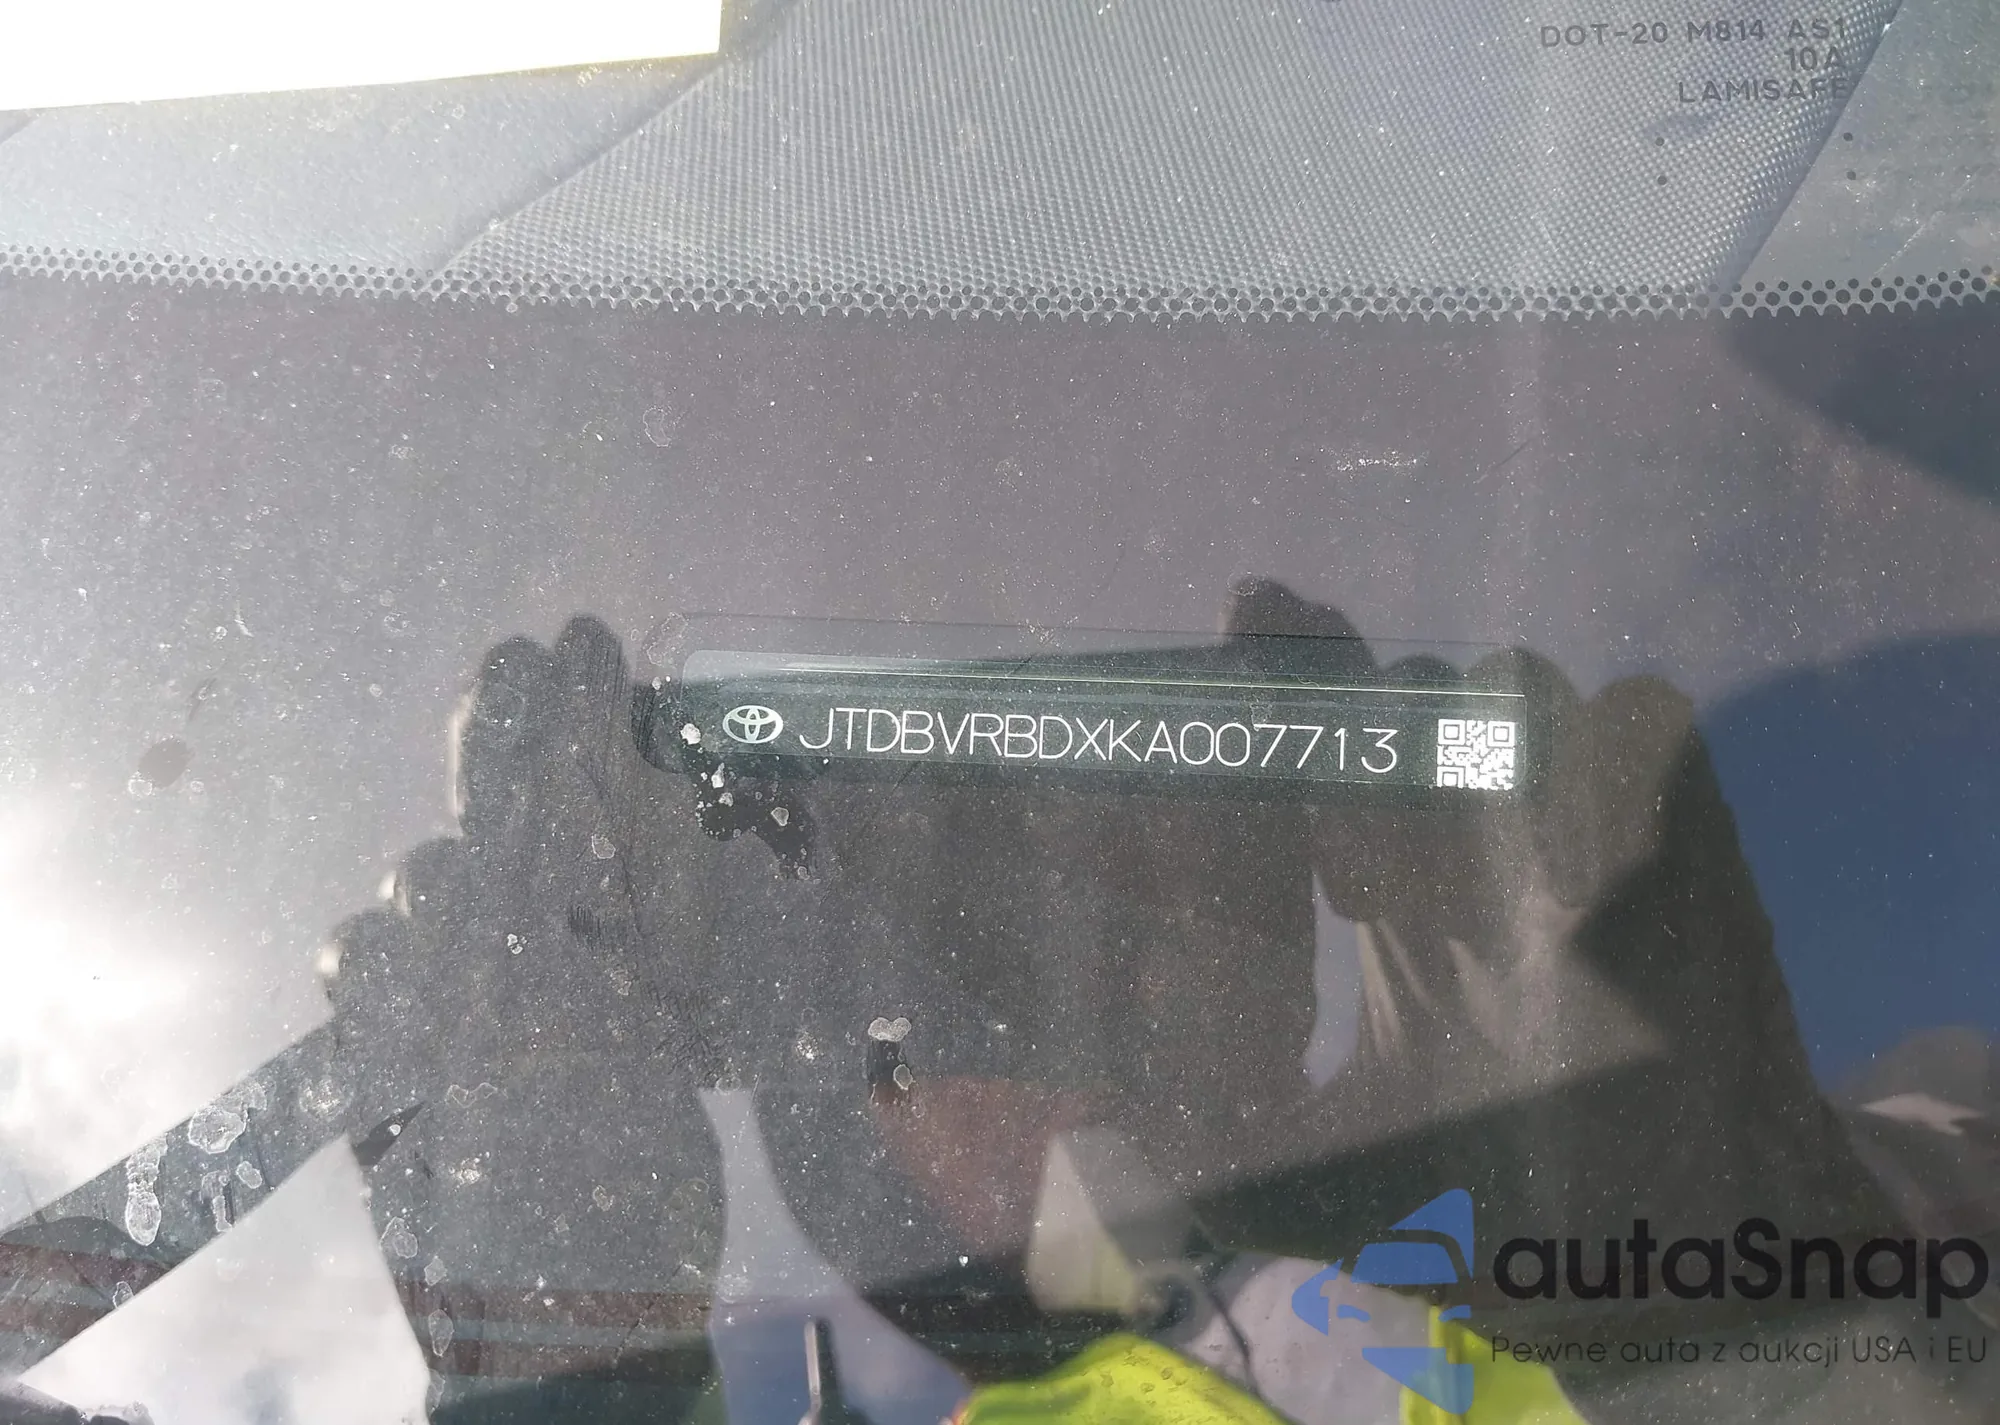 DOT-20 M814 AS1
10A
LAMISAFE
JTDBVRBDXKA007713
autaSnap
Pewne auta z aukcji USA i EU